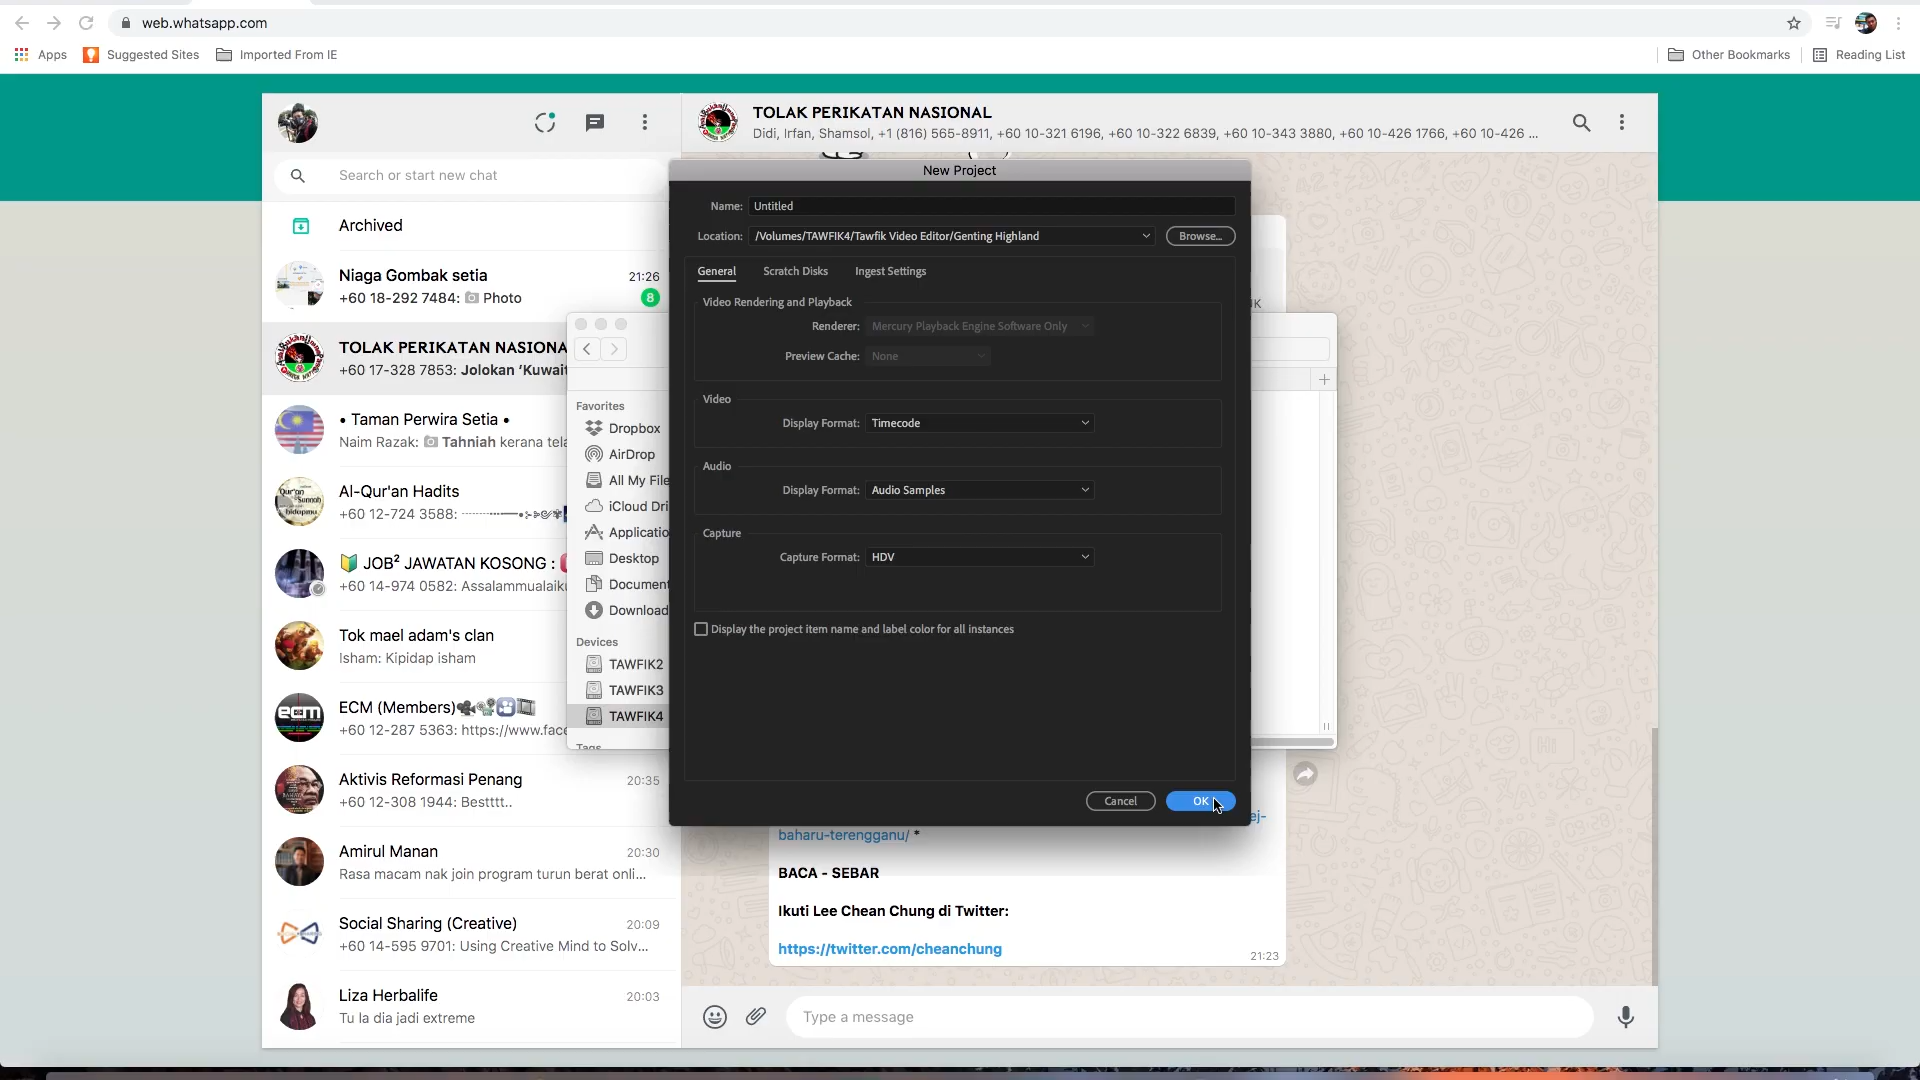 web.whatsapp.com
Apps
Suggested Sites
Imported From IE
Other Bookmarks
Reading List
Search or start new chat
Archived
Niaga Gombak setia
21:26
+60 18-292 7484: Photo
8
TOLAK PERIKATAN NASIONA
+60 17-328 7853: Jolokan ‘Kuwait
• Taman Perwira Setia •
Naim Razak: Tahniah kerana tela
Al-Qur'an Hadits
+60 12-724 3588:
JOB² JAWATAN KOSONG :
+60 14-974 0582: Assalammualaiku
Tok mael adam's clan
Isham: Kipidap isham
ECM (Members)
+60 12-287 5363: https://www.face
Aktivis Reformasi Penang
20:35
+60 12-308 1944: Bestttt..
Amirul Manan
20:30
Rasa macam nak join program turun berat onli...
Social Sharing (Creative)
20:09
+60 14-595 9701: Using Creative Mind to Solv...
Liza Herbalife
20:03
Tu la dia jadi extreme
TOLAK PERIKATAN NASIONAL
Didi, Irfan, Shamsol, +1 (816) 565-8911, +60 10-321 6196, +60 10-322 6839, +60 10-343 3880, +60 10-426 1766, +60 10-426 ...
Favorites
Dropbox
AirDrop
All My File
iCloud Dri
Applicatio
Desktop
Document
Download
Devices
TAWFIK2
TAWFIK3
TAWFIK4
Tags
New Project
Name: Untitled
Location: /Volumes/TAWFIK4/Tawfik Video Editor/Genting Highland
Browse...
General
Scratch Disks
Ingest Settings
Video Rendering and Playback
Renderer: Mercury Playback Engine Software Only
Preview Cache: None
Video
Display Format: Timecode
Audio
Display Format: Audio Samples
Capture
Capture Format: HDV
Display the project item name and label color for all instances
Cancel
OK
ej-
baharu-terengganu/ *
BACA - SEBAR
Ikuti Lee Chean Chung di Twitter:
https://twitter.com/cheanchung
21:23
Type a message